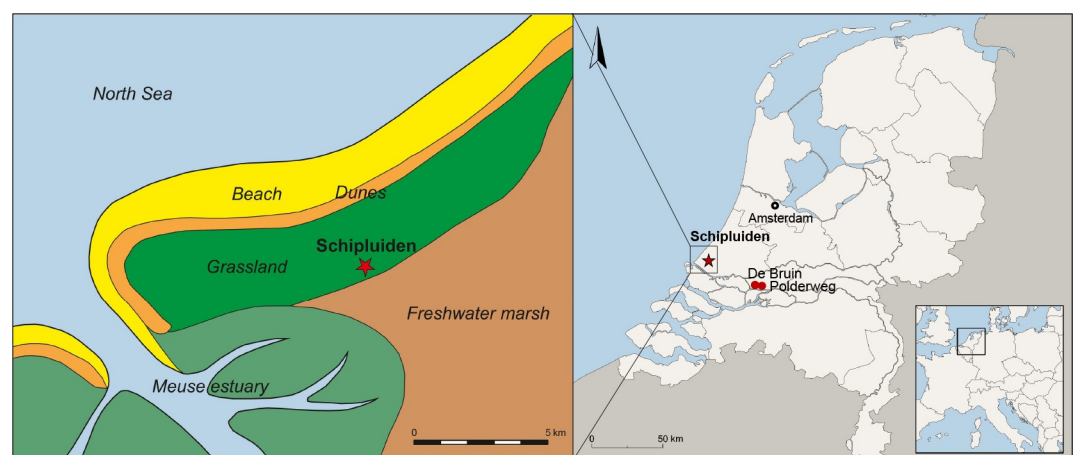 North Sea
Beach
Dunes
Schipluiden
Grassland
Freshwater marsh
Meuse estuary
0 5 km
Amsterdam
Schipluiden
De Bruin
Polderweg
0 50 km